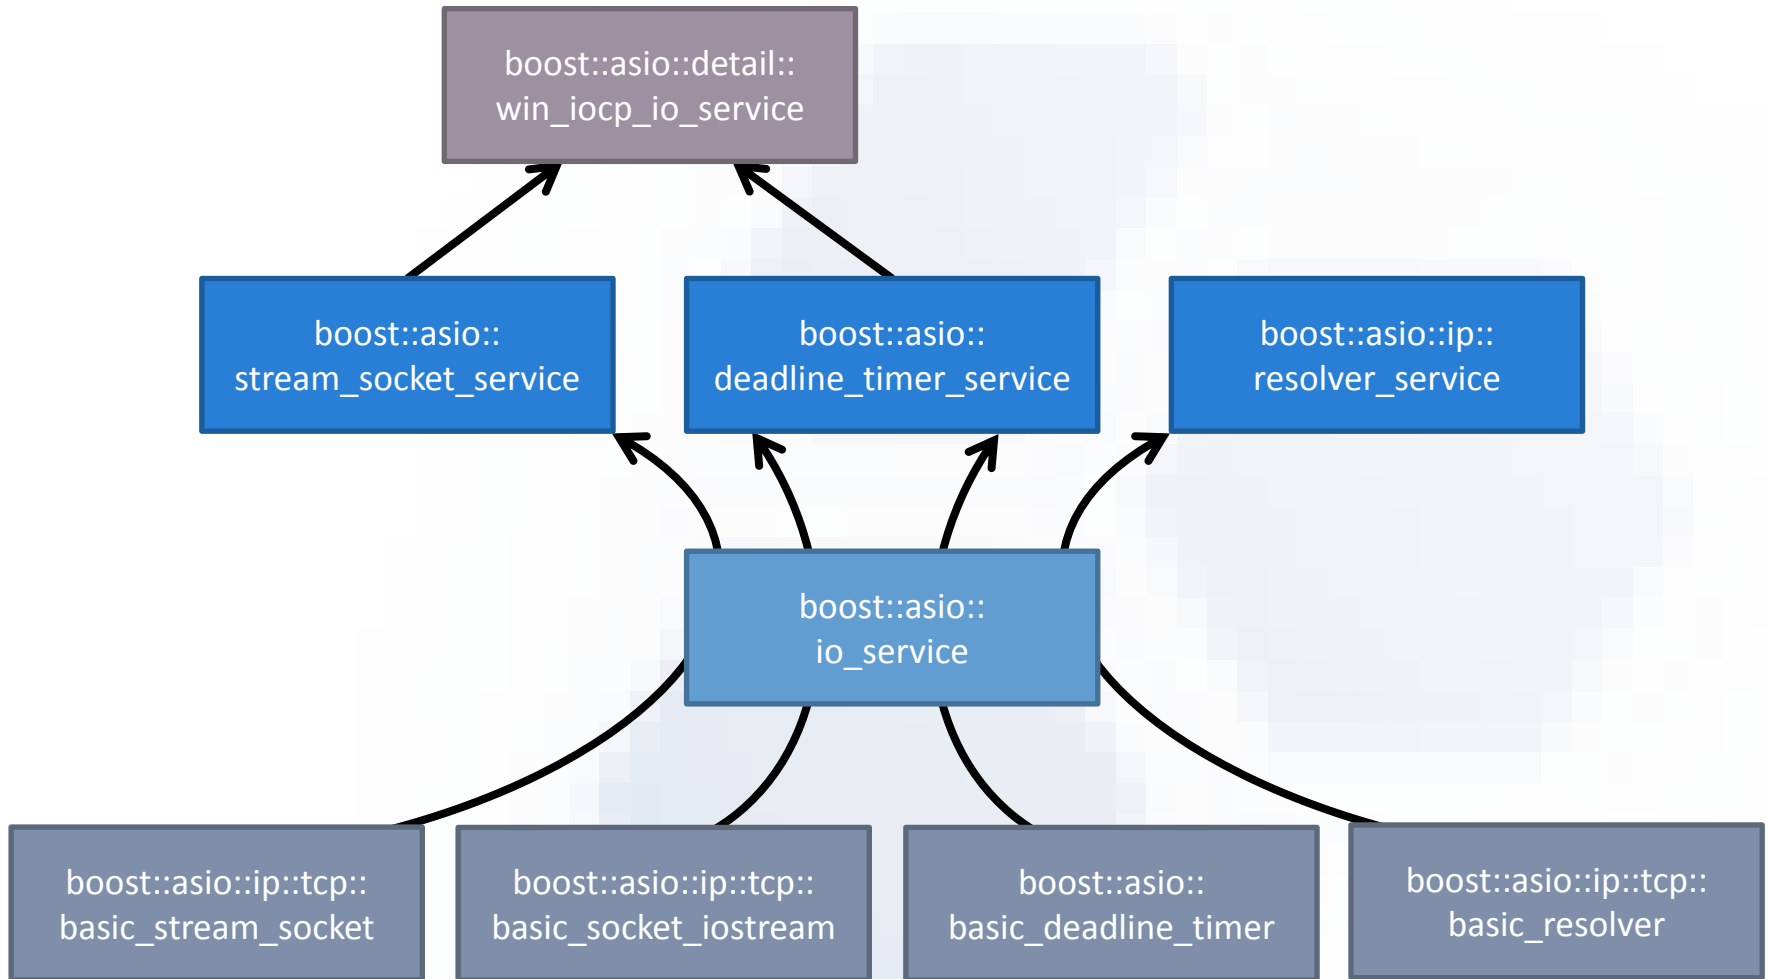 boost::asio::detail::
win_iocp_io_service
boost::asio::
stream_socket_service
boost::asio::
deadline_timer_service
boost::asio::ip::
resolver_service
boost::asio::
io_service
boost::asio::ip::tcp::
basic_stream_socket
boost::asio::ip::tcp::
basic_socket_iostream
boost::asio::
basic_deadline_timer
boost::asio::ip::tcp::
basic_resolver